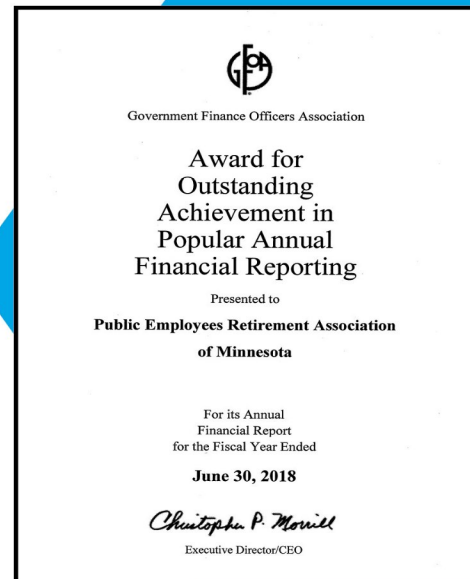 GFOA
Government Finance Officers Association
Award for
Outstanding
Achievement in
Popular Annual
Financial Reporting
Presented to
Public Employees Retirement Association
of Minnesota
For its Annual
Financial Report
for the Fiscal Year Ended
June 30, 2018
Christopher P. Morrill
Executive Director/CEO